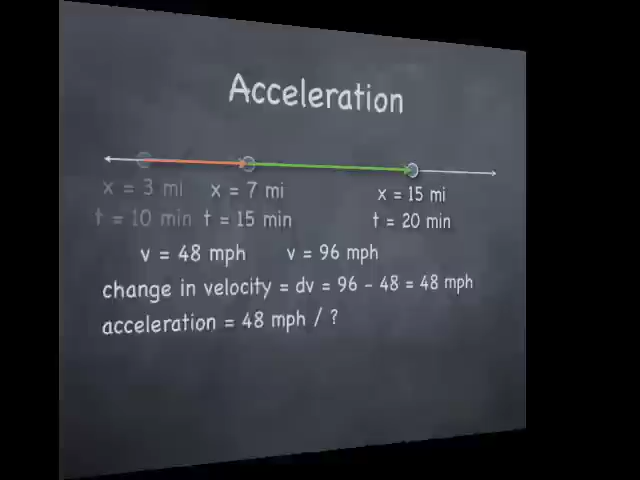 Acceleration
x = 3 mi x = 7 mi x = 15 mi
t = 10 min t = 15 min t = 20 min
v = 48 mph v = 96 mph
change in velocity = dv = 96 - 48 = 48 mph
acceleration = 48 mph / ?